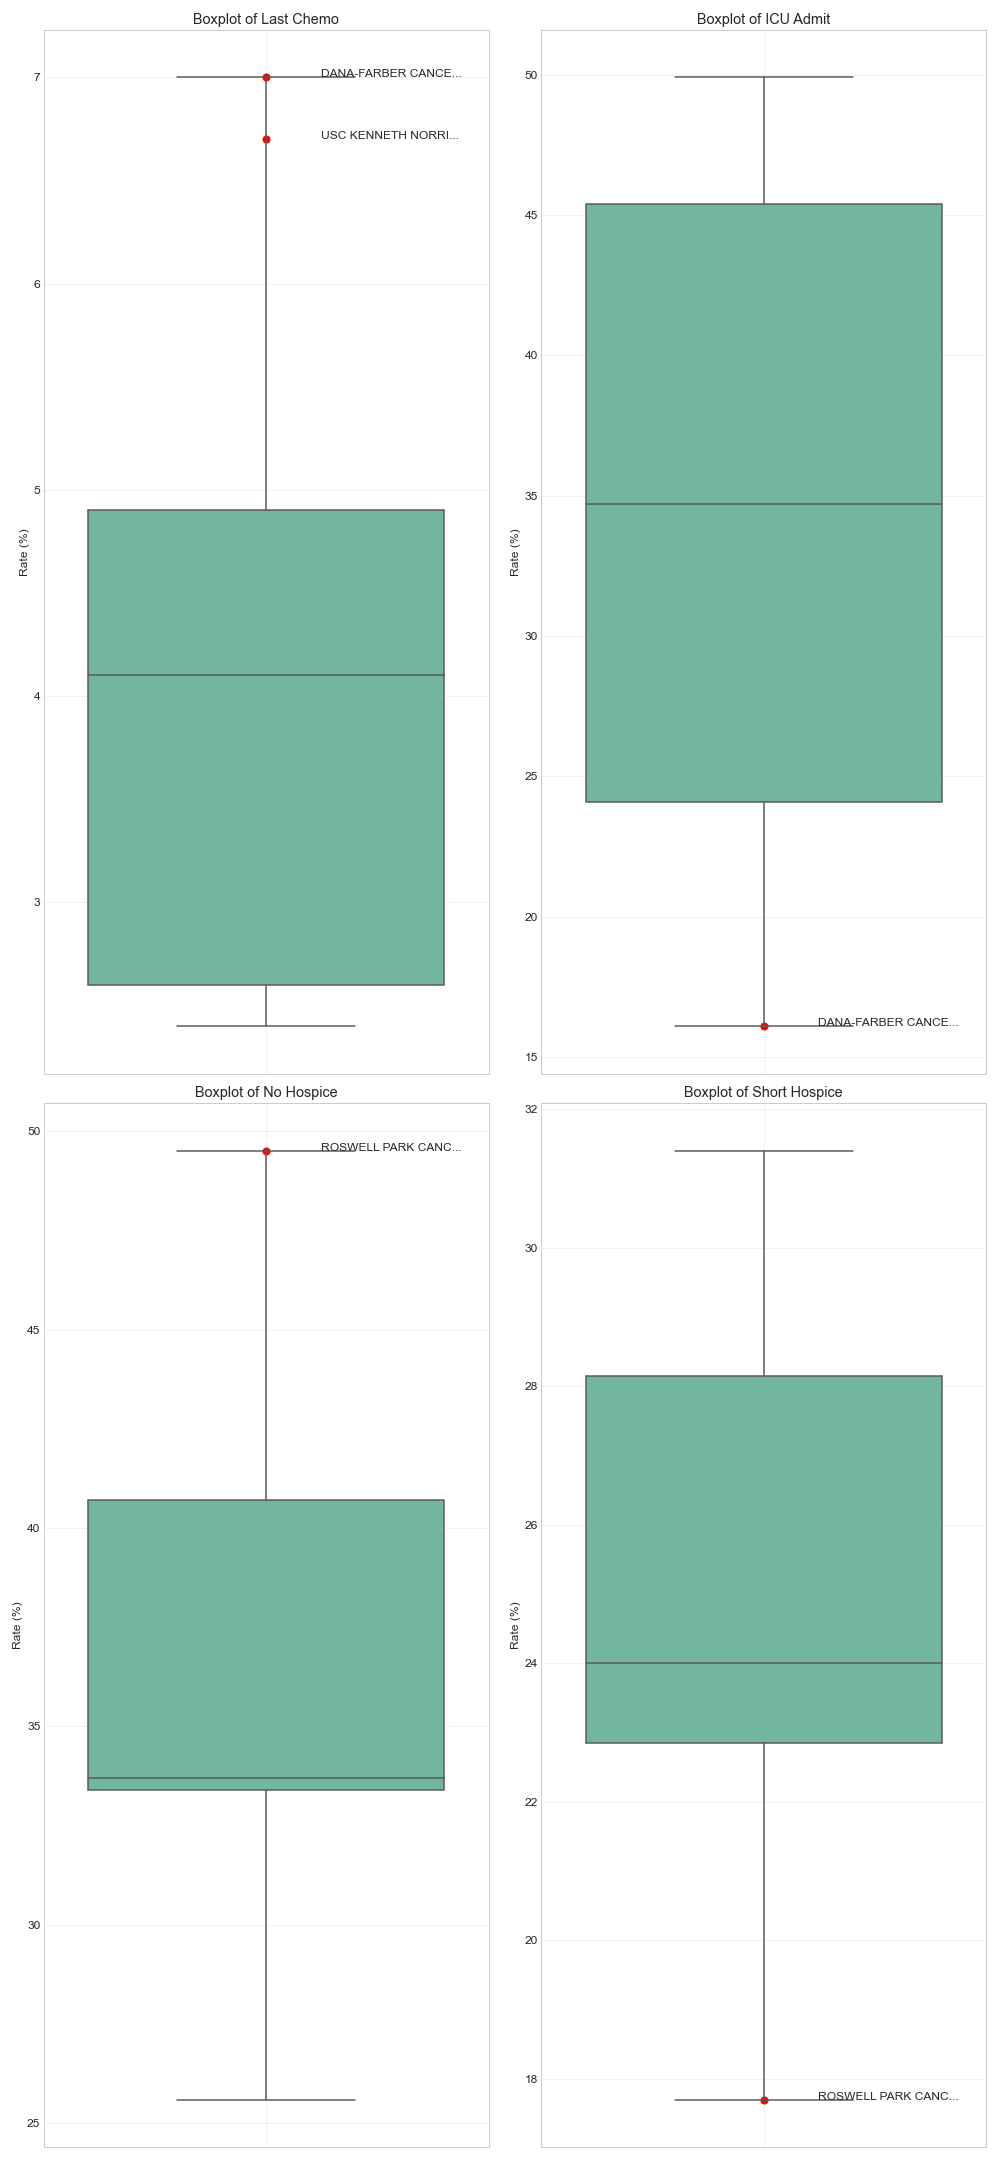 Boxplot of Last Chemo
Rate (%)
7
6
5
4
3
DANA-FARBER CANCE...
USC KENNETH NORRI...
Boxplot of ICU Admit
Rate (%)
50
45
40
35
30
25
20
15
DANA-FARBER CANCE...
Boxplot of No Hospice
Rate (%)
50
45
40
35
30
25
ROSWELL PARK CANC...
Boxplot of Short Hospice
Rate (%)
32
30
28
26
24
22
20
18
ROSWELL PARK CANC...